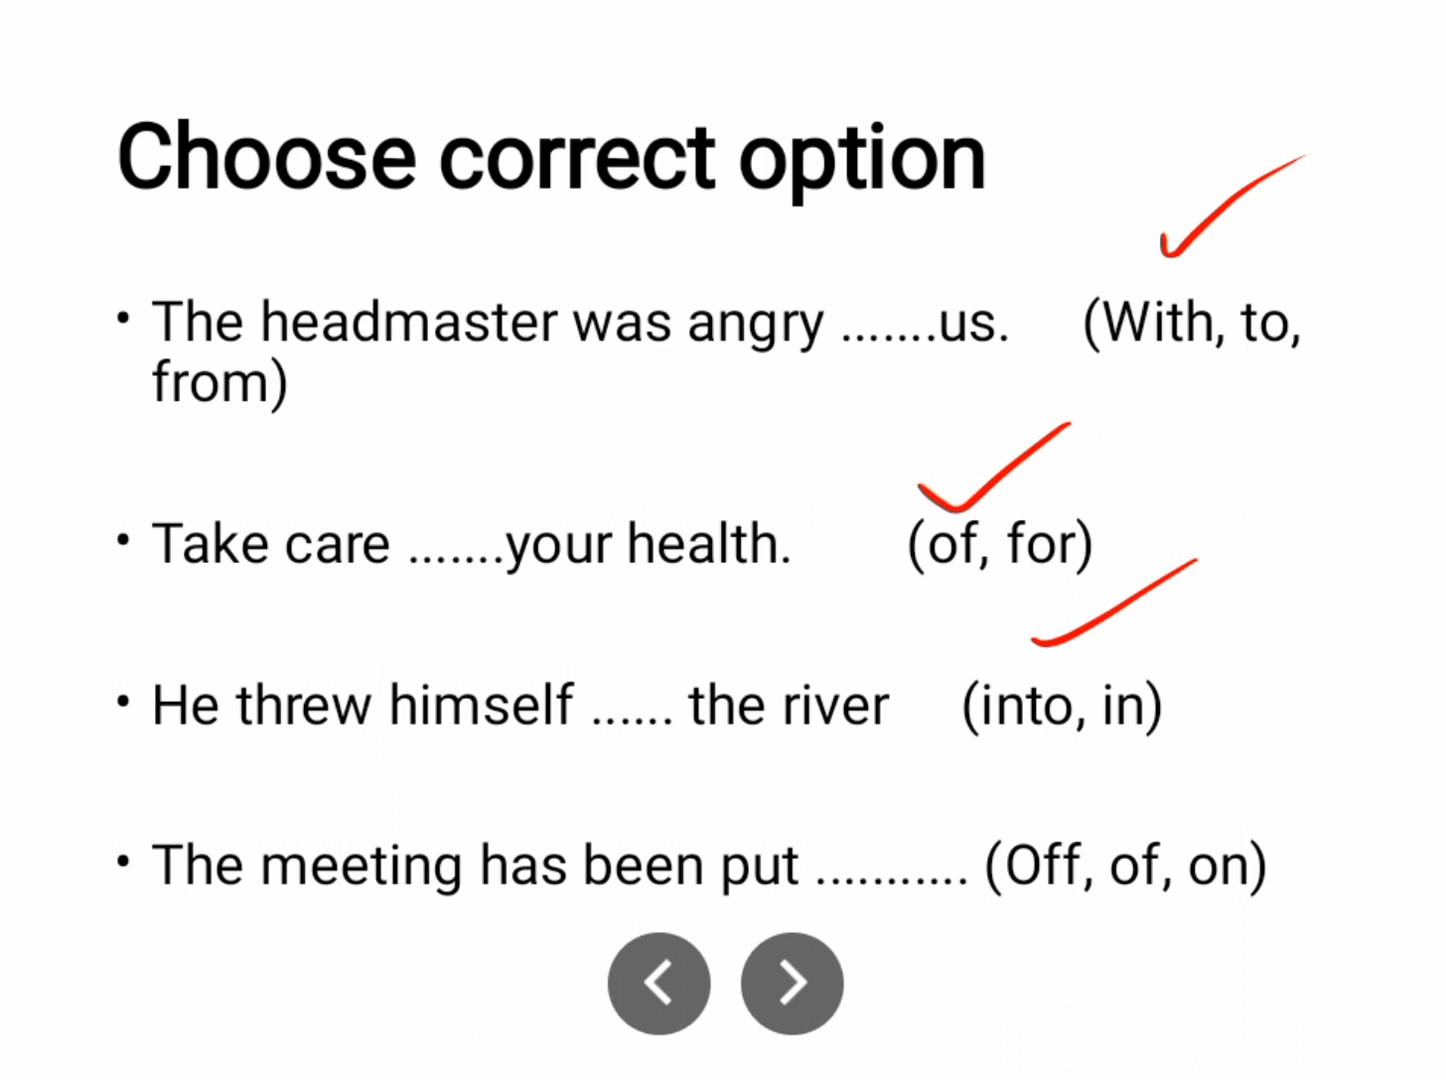 Choose correct option
• The headmaster was angry .......us. (With, to,
from)
• Take care .......your health. (of, for)
• He threw himself ...... the river (into, in)
• The meeting has been put ........... (Off, of, on)